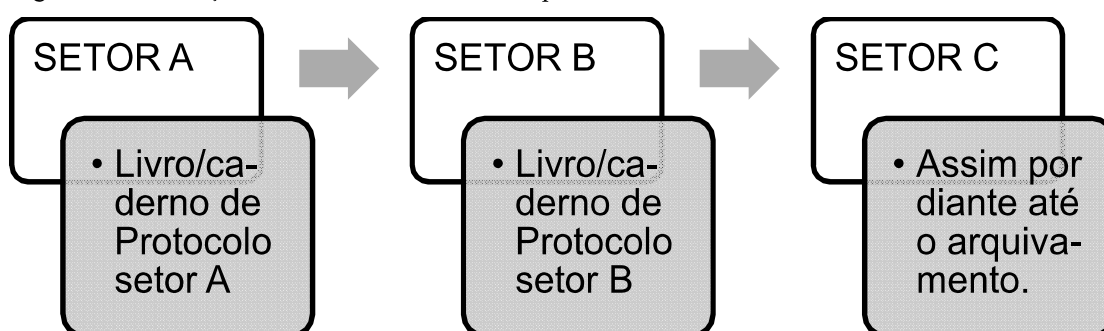 SETOR A
• Livro/ca-
derno de
Protocolo
setor A
SETOR B
• Livro/ca-
derno de
Protocolo
setor B
SETOR C
• Assim por
diante até
o arquiva-
mento.